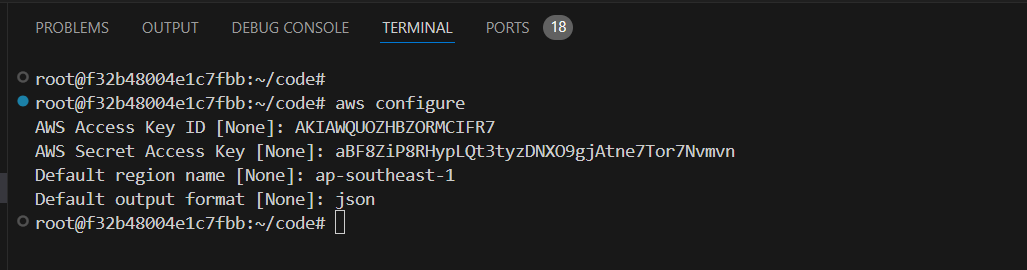 PROBLEMS OUTPUT DEBUG CONSOLE TERMINAL PORTS 18
root@f32b48004e1c7fbb:~/code#
root@f32b48004e1c7fbb:~/code# aws configure
AWS Access Key ID [None]: AKIAWQUOZHBZORMCIFR7
AWS Secret Access Key [None]: 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
Default region name [None]: ap-southeast-1
Default output format [None]: json
root@f32b48004e1c7fbb:~/code#